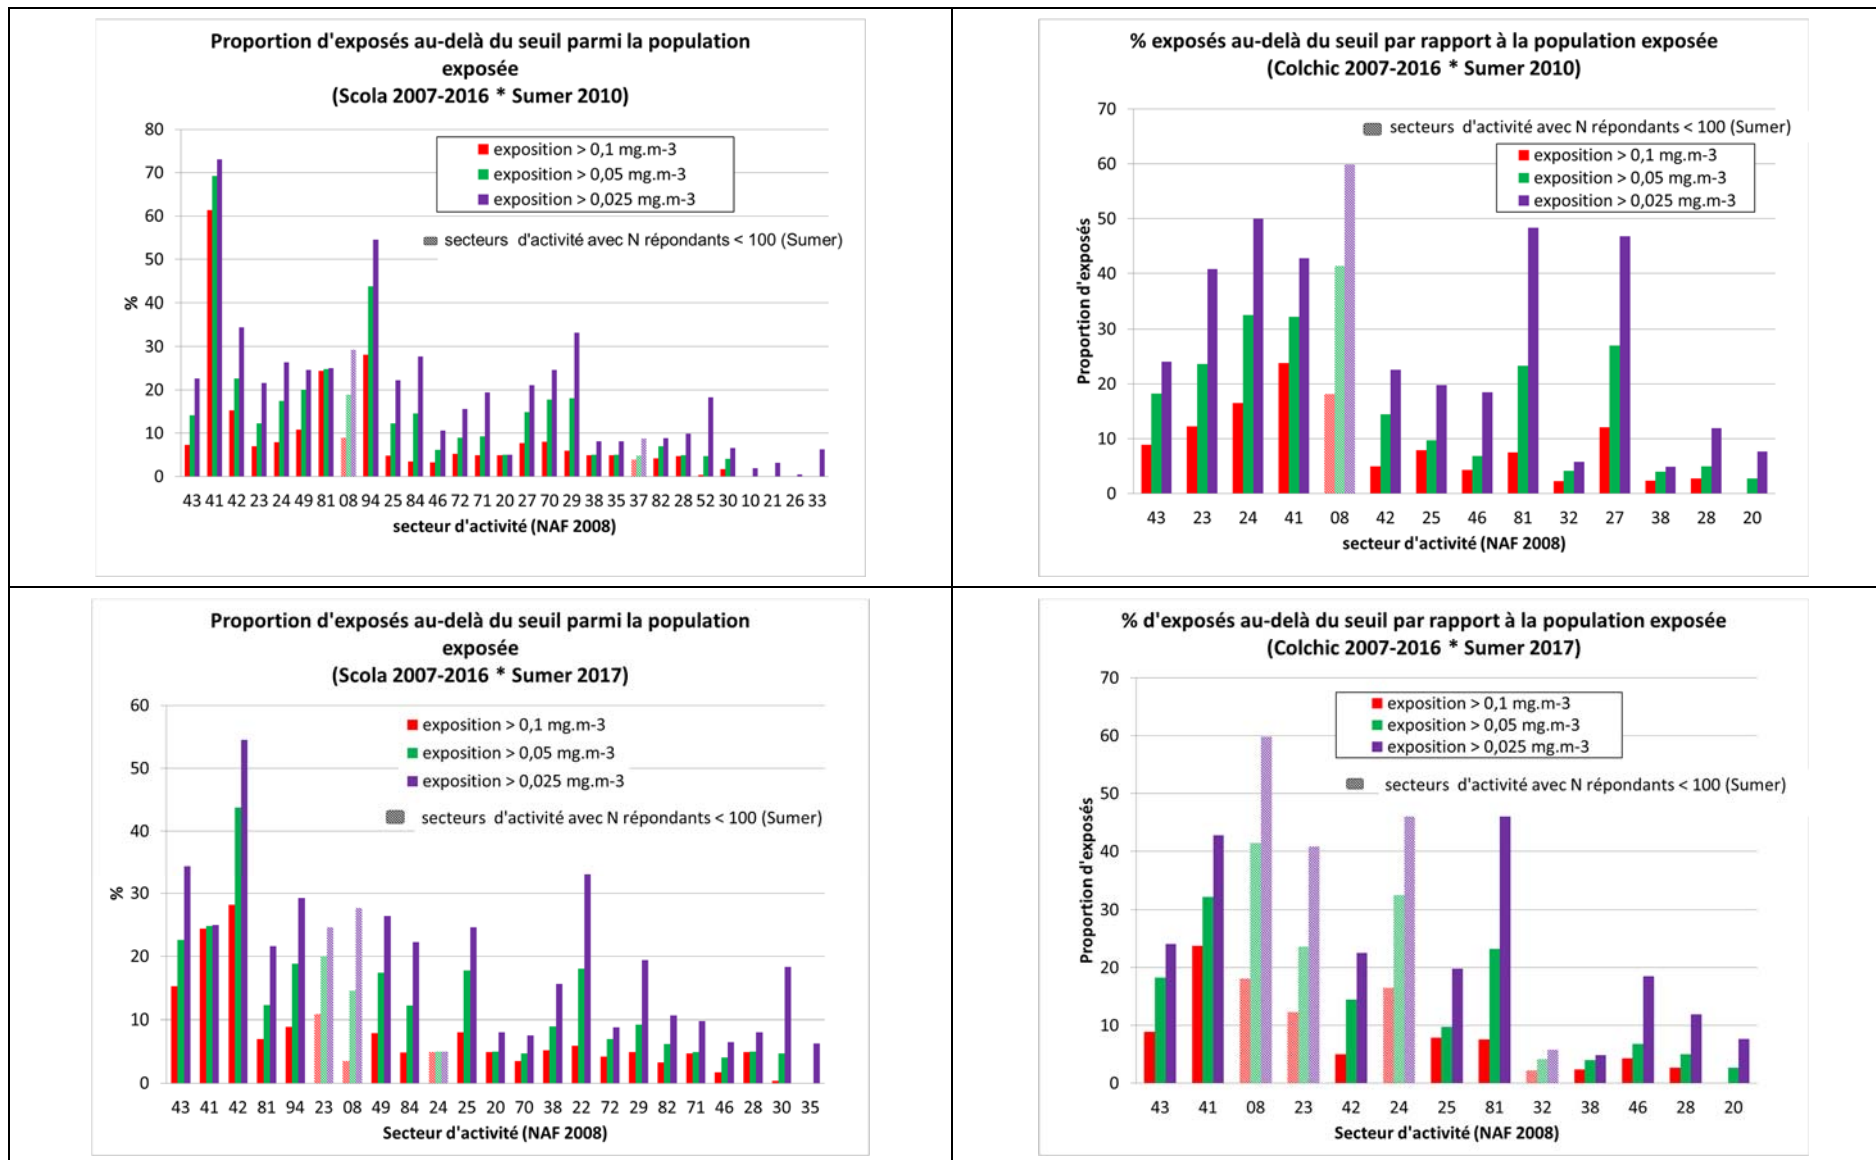 Proportion d'exposés au-delà du seuil parmi la population
exposée
(Scola 2007-2016 * Sumer 2010)
80
70
60
50
40
30
20
10
0
%
exposition > 0,1 mg.m-3
exposition > 0,05 mg.m-3
exposition > 0,025 mg.m-3
secteurs d'activité avec N répondants < 100 (Sumer)
43 41 42 23 24 49 81 08 94 25 84 46 72 71 20 27 70 29 38 35 37 82 28 52 30 10 21 26 33
secteur d'activité (NAF 2008)
% exposés au-delà du seuil par rapport à la population exposée
(Colchic 2007-2016 * Sumer 2010)
70
60
50
40
30
20
10
0
Proportion d'exposés
secteurs d'activité avec N répondants < 100 (Sumer)
exposition > 0,1 mg.m-3
exposition > 0,05 mg.m-3
exposition > 0,025 mg.m-3
43 23 24 41 08 42 25 46 81 32 27 38 28 20
secteur d'activité (NAF 2008)
Proportion d'exposés au-delà du seuil parmi la population
exposée
(Scola 2007-2016 * Sumer 2017)
60
50
40
30
20
10
0
%
exposition > 0,1 mg.m-3
exposition > 0,05 mg.m-3
exposition > 0,025 mg.m-3
secteurs d'activité avec N répondants < 100 (Sumer)
43 41 42 81 94 23 08 49 84 24 25 20 70 38 22 72 29 82 71 46 28 30 35
Secteur d'activité (NAF 2008)
% d'exposés au-delà du seuil par rapport à la population exposée
(Colchic 2007-2016 * Sumer 2017)
70
60
50
40
30
20
10
0
Proportion d'exposés
exposition > 0,1 mg.m-3
exposition > 0,05 mg.m-3
exposition > 0,025 mg.m-3
secteurs d'activité avec N répondants < 100 (Sumer)
43 41 08 23 42 24 25 81 32 38 46 28 20
Secteur d'activité (NAF 2008)